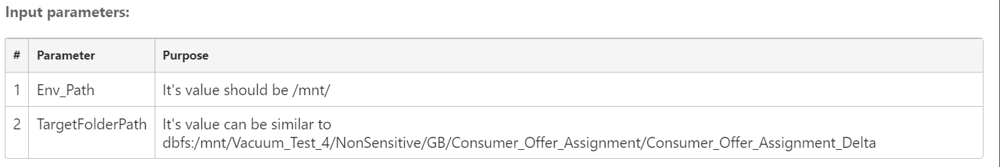 Input parameters:
# Parameter Purpose
1 Env_Path It's value should be /mnt/
2 TargetFolderPath It's value can be similar to
dbfs:/mnt/Vacuum_Test_4/NonSensitive/GB/Consumer_Offer_Assignment/Consumer_Offer_Assignment_Delta